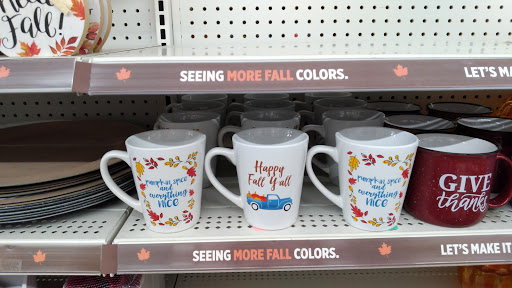 Fall!
SEEING MORE FALL COLORS.
LET'S M
pumpkin spice
and
everything
NICE
Happy
Fall Y'all
pumpkin spice
and
everything
NICE
GIVE
thanks
SEEING MORE FALL COLORS.
LET'S MAKE IT